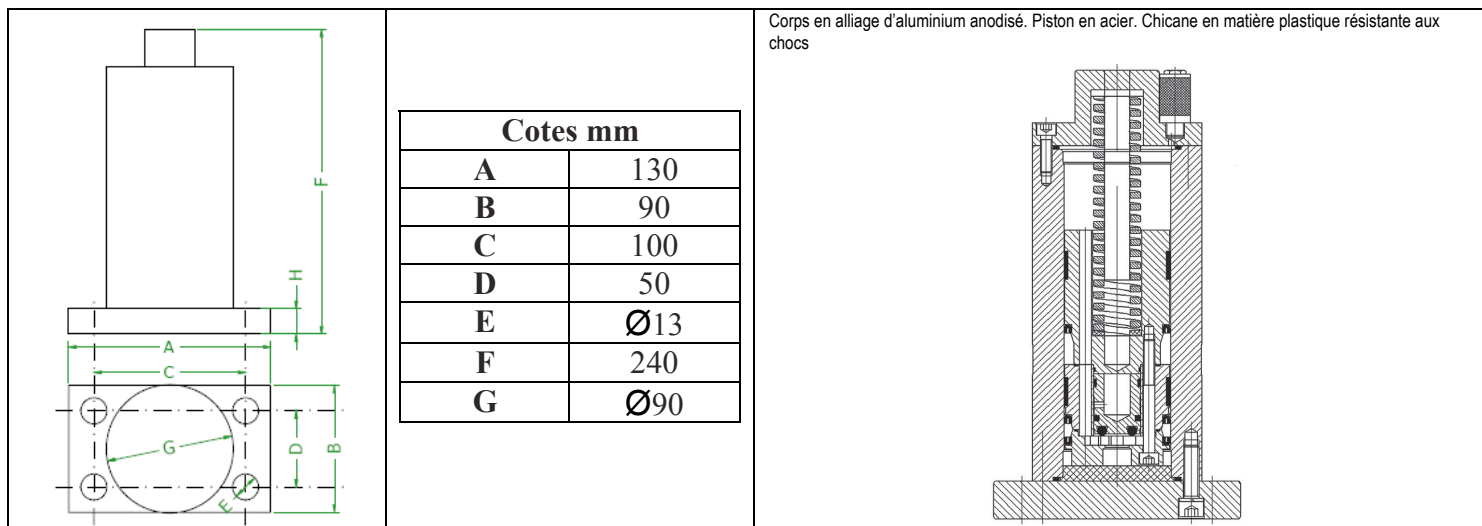 F
H
A
C
G
D
B
E
Cotes mm
A 130
B 90
C 100
D 50
E Ø13
F 240
G Ø90
Corps en alliage d’aluminium anodisé. Piston en acier. Chicane en matière plastique résistante aux
chocs